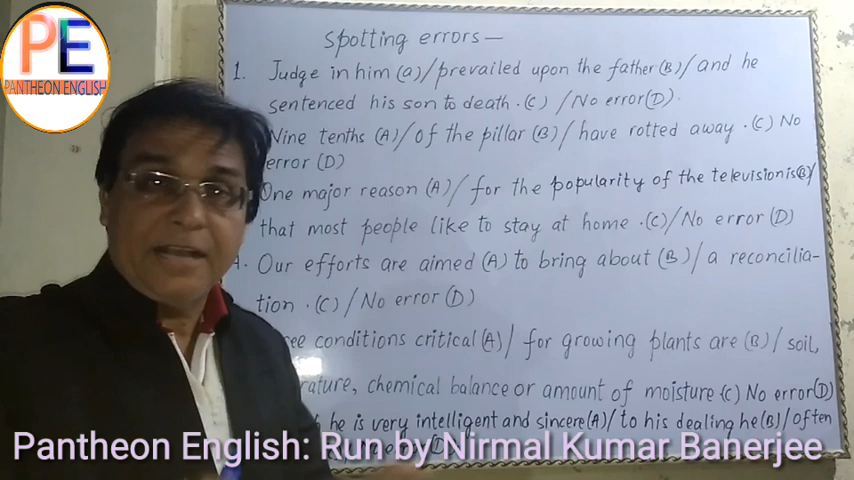 PE
PANTHEON ENGLISH
Spotting errors —
1. Judge in him (a)/prevailed upon the father (B)/and he
sentenced his son to death .(C) /No error(D).
Nine tenths (A)/of the pillar (B)/have rotted away .(C) No
error (D)
One major reason (A)/for the popularity of the television is(B)/
that most people like to stay at home .(C)/No error (D)
4. Our efforts are aimed (A) to bring about (B)/a reconcilia-
tion .(C)/No error (D)
conditions critical (A)/for growing plants are (B)/soil,
chemical balance or amount of moisture .(C) No error(D)
he is very intelligent and sincere(A)/to his dealing he(B)/often
Pantheon English: Run by Nirmal Kumar Banerjee